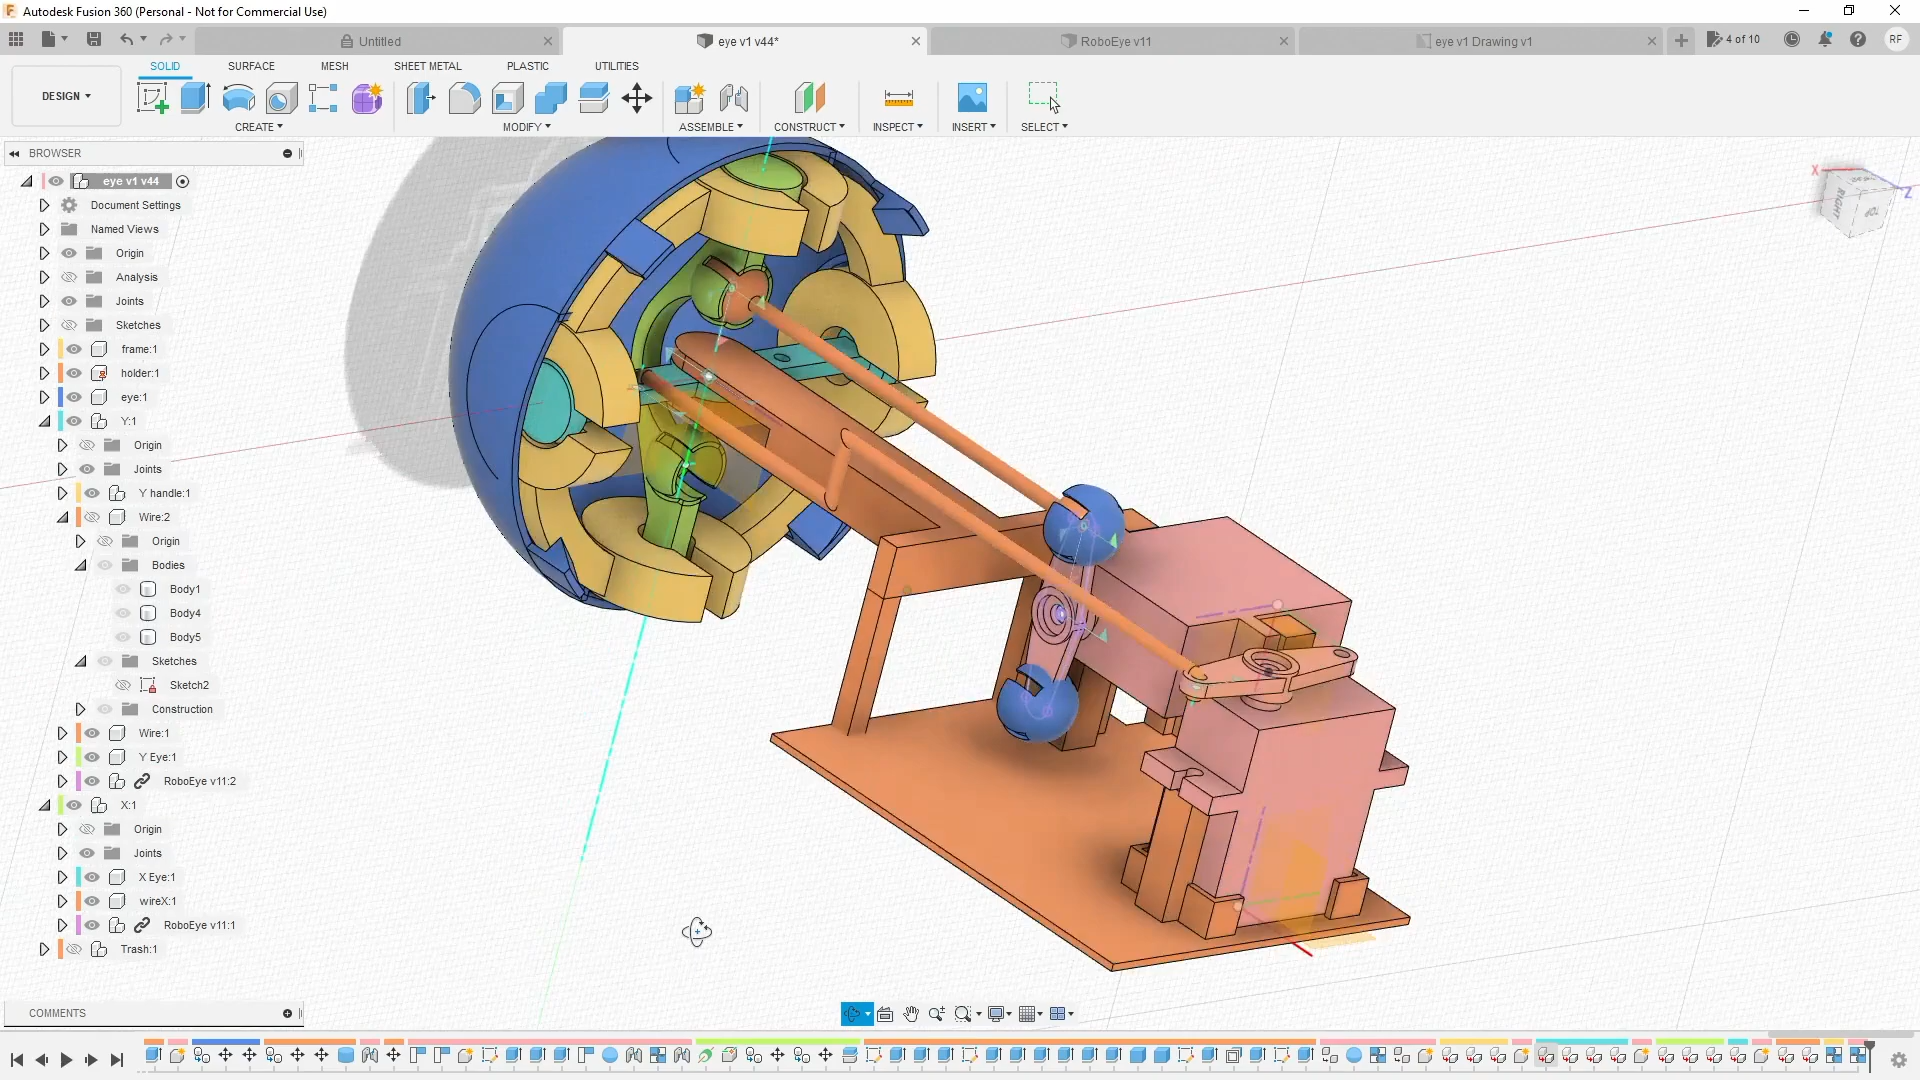 Autodesk Fusion 360 (Personal - Not for Commercial Use)
Untitled
eye v1 v44*
RoboEye v11
eye v1 Drawing v1
4 of 10
RF
DESIGN
SOLID
SURFACE
MESH
SHEET METAL
PLASTIC
UTILITIES
CREATE
MODIFY
ASSEMBLE
CONSTRUCT
INSPECT
INSERT
SELECT
BROWSER
eye v1 v44
Document Settings
Named Views
Origin
Analysis
Joints
Sketches
frame:1
holder:1
eye:1
Y:1
Origin
Joints
Y handle:1
Wire:2
Origin
Bodies
Body1
Body4
Body5
Sketches
Sketch2
Construction
Wire:1
Y Eye:1
RoboEye v11:2
X:1
Origin
Joints
X Eye:1
wireX:1
RoboEye v11:1
Trash:1
X
Z
RIGHT
TOP
COMMENTS